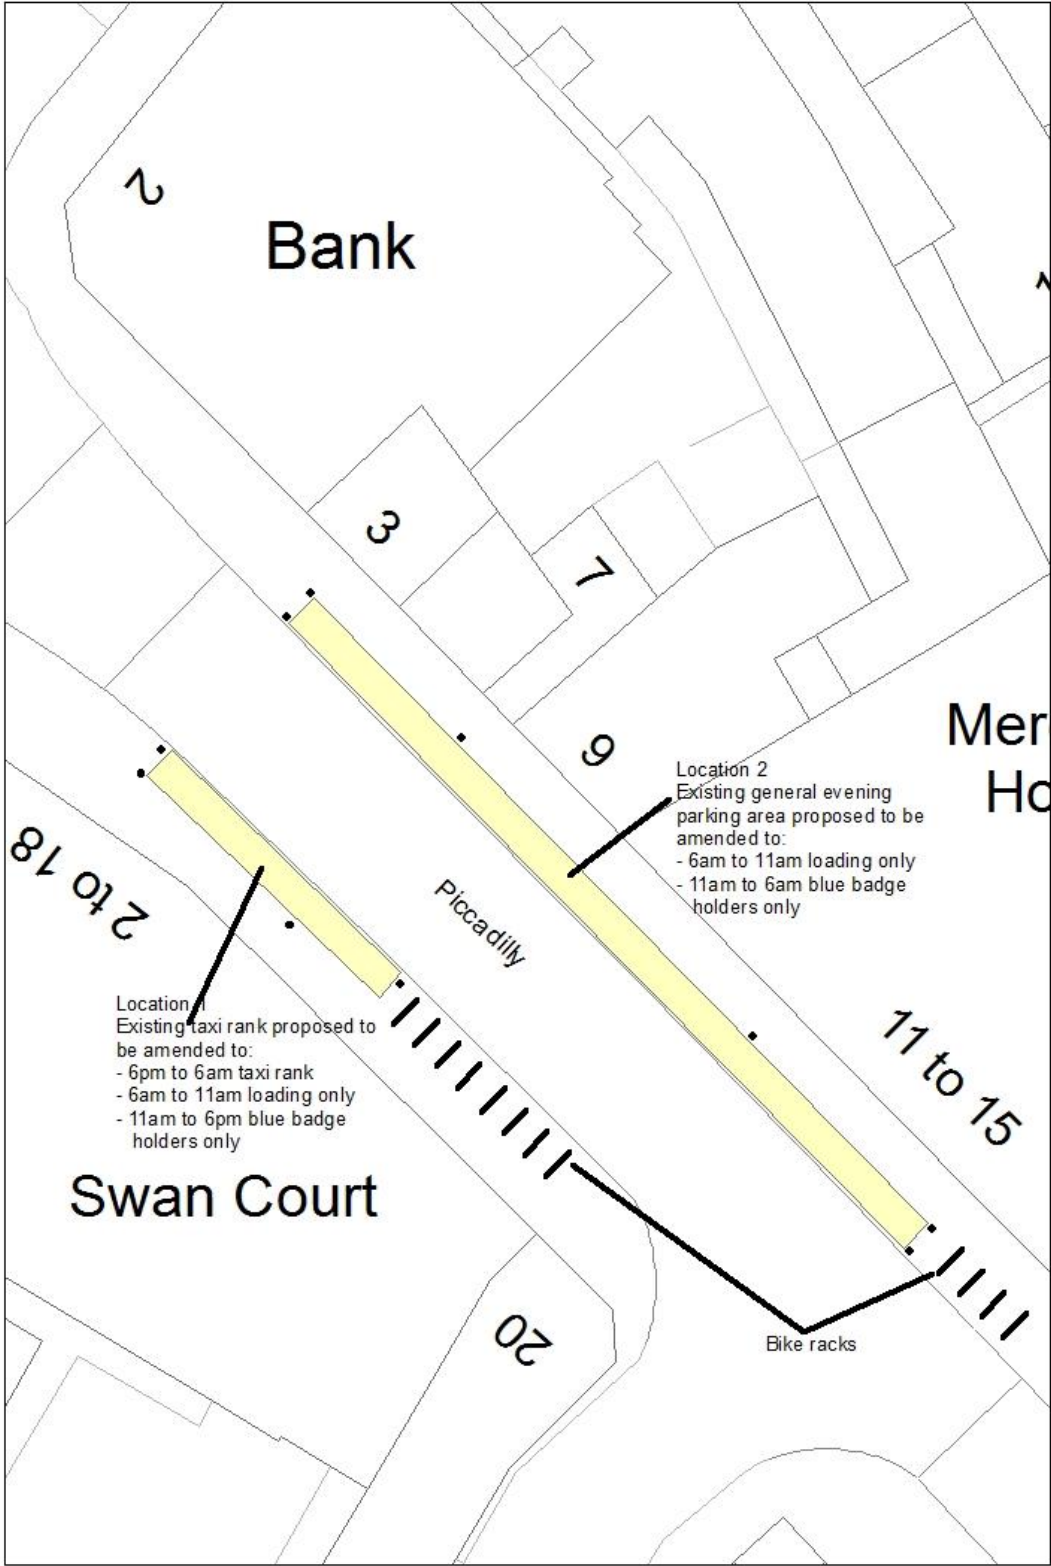 2
Bank
3
7
9
Mer
Ho
Location 2
Existing general evening
parking area proposed to be
amended to:
- 6am to 11am loading only
- 11am to 6am blue badge
holders only
2 to 18
Piccadilly
Location 1
Existing taxi rank proposed to
be amended to:
- 6pm to 6am taxi rank
- 6am to 11am loading only
- 11am to 6pm blue badge
holders only
11 to 15
Swan Court
20
Bike racks